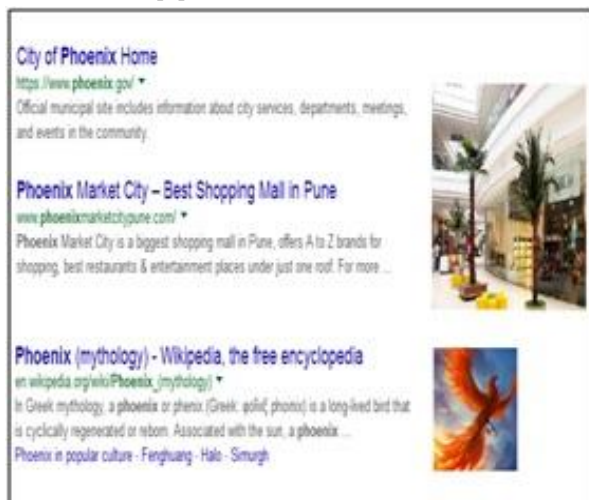 City of Phoenix Home
https://www.phoenix.gov/
Official municipal site includes information about city services, departments, meetings,
and events in the community.
Phoenix Market City – Best Shopping Mall in Pune
www.phoenixmarketcitypune.com/
Phoenix Market City is a biggest shopping mall in Pune, offers A to Z brands for
shopping, best restaurants & entertainment places under just one roof. For more ...
Phoenix (mythology) - Wikipedia, the free encyclopedia
en.wikipedia.org/wiki/Phoenix_(mythology)
In Greek mythology, a phoenix or phenix (Greek: φοῖνιξ phoinix) is a long-lived bird that
is cyclically regenerated or reborn. Associated with the sun, a phoenix ...
Phoenix in popular culture - Fenghuang - Halo - Simurgh